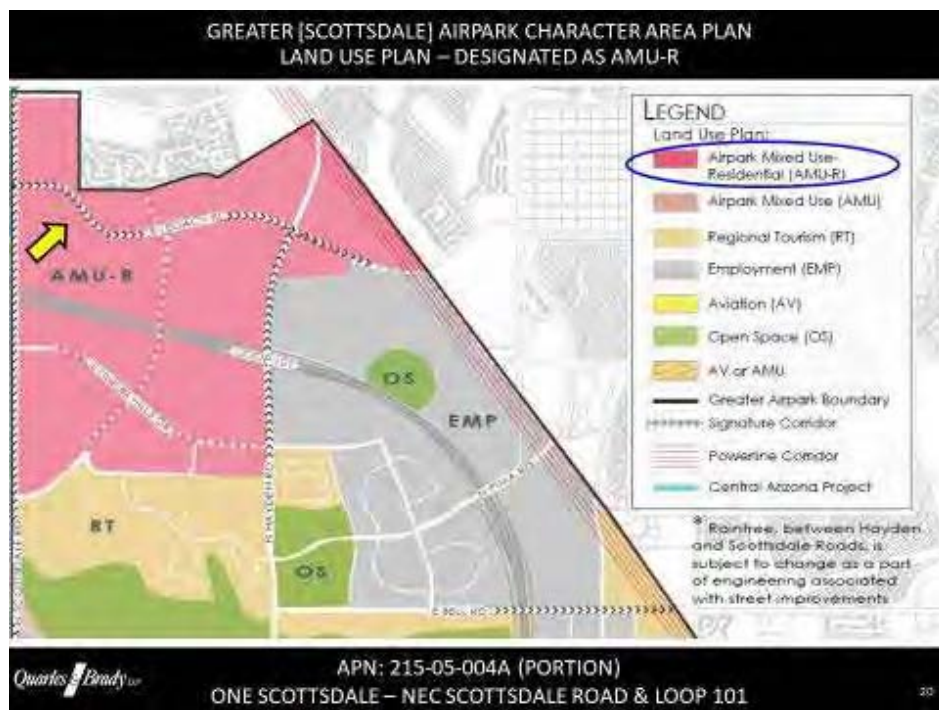 GREATER [SCOTTSDALE] AIRPARK CHARACTER AREA PLAN
LAND USE PLAN – DESIGNATED AS AMU-R
AMU-R
OS
EMP
RT
OS
E BELL RD
LEGEND
Land Use Plan:
Airpark Mixed Use-
Residential (AMU-R)
Airpark Mixed Use (AMU)
Regional Tourism (RT)
Employment (EMP)
Aviation (AV)
Open Space (OS)
AV or AMU
Greater Airpark Boundary
Signature Corridor
Powerline Corridor
Central Arizona Project
* Raintree, between Hayden
and Scottsdale Roads, is
subject to change as a part
of engineering associated
with street improvements
Quarles & Brady LLP
APN: 215-05-004A (PORTION)
ONE SCOTTSDALE – NEC SCOTTSDALE ROAD & LOOP 101
20